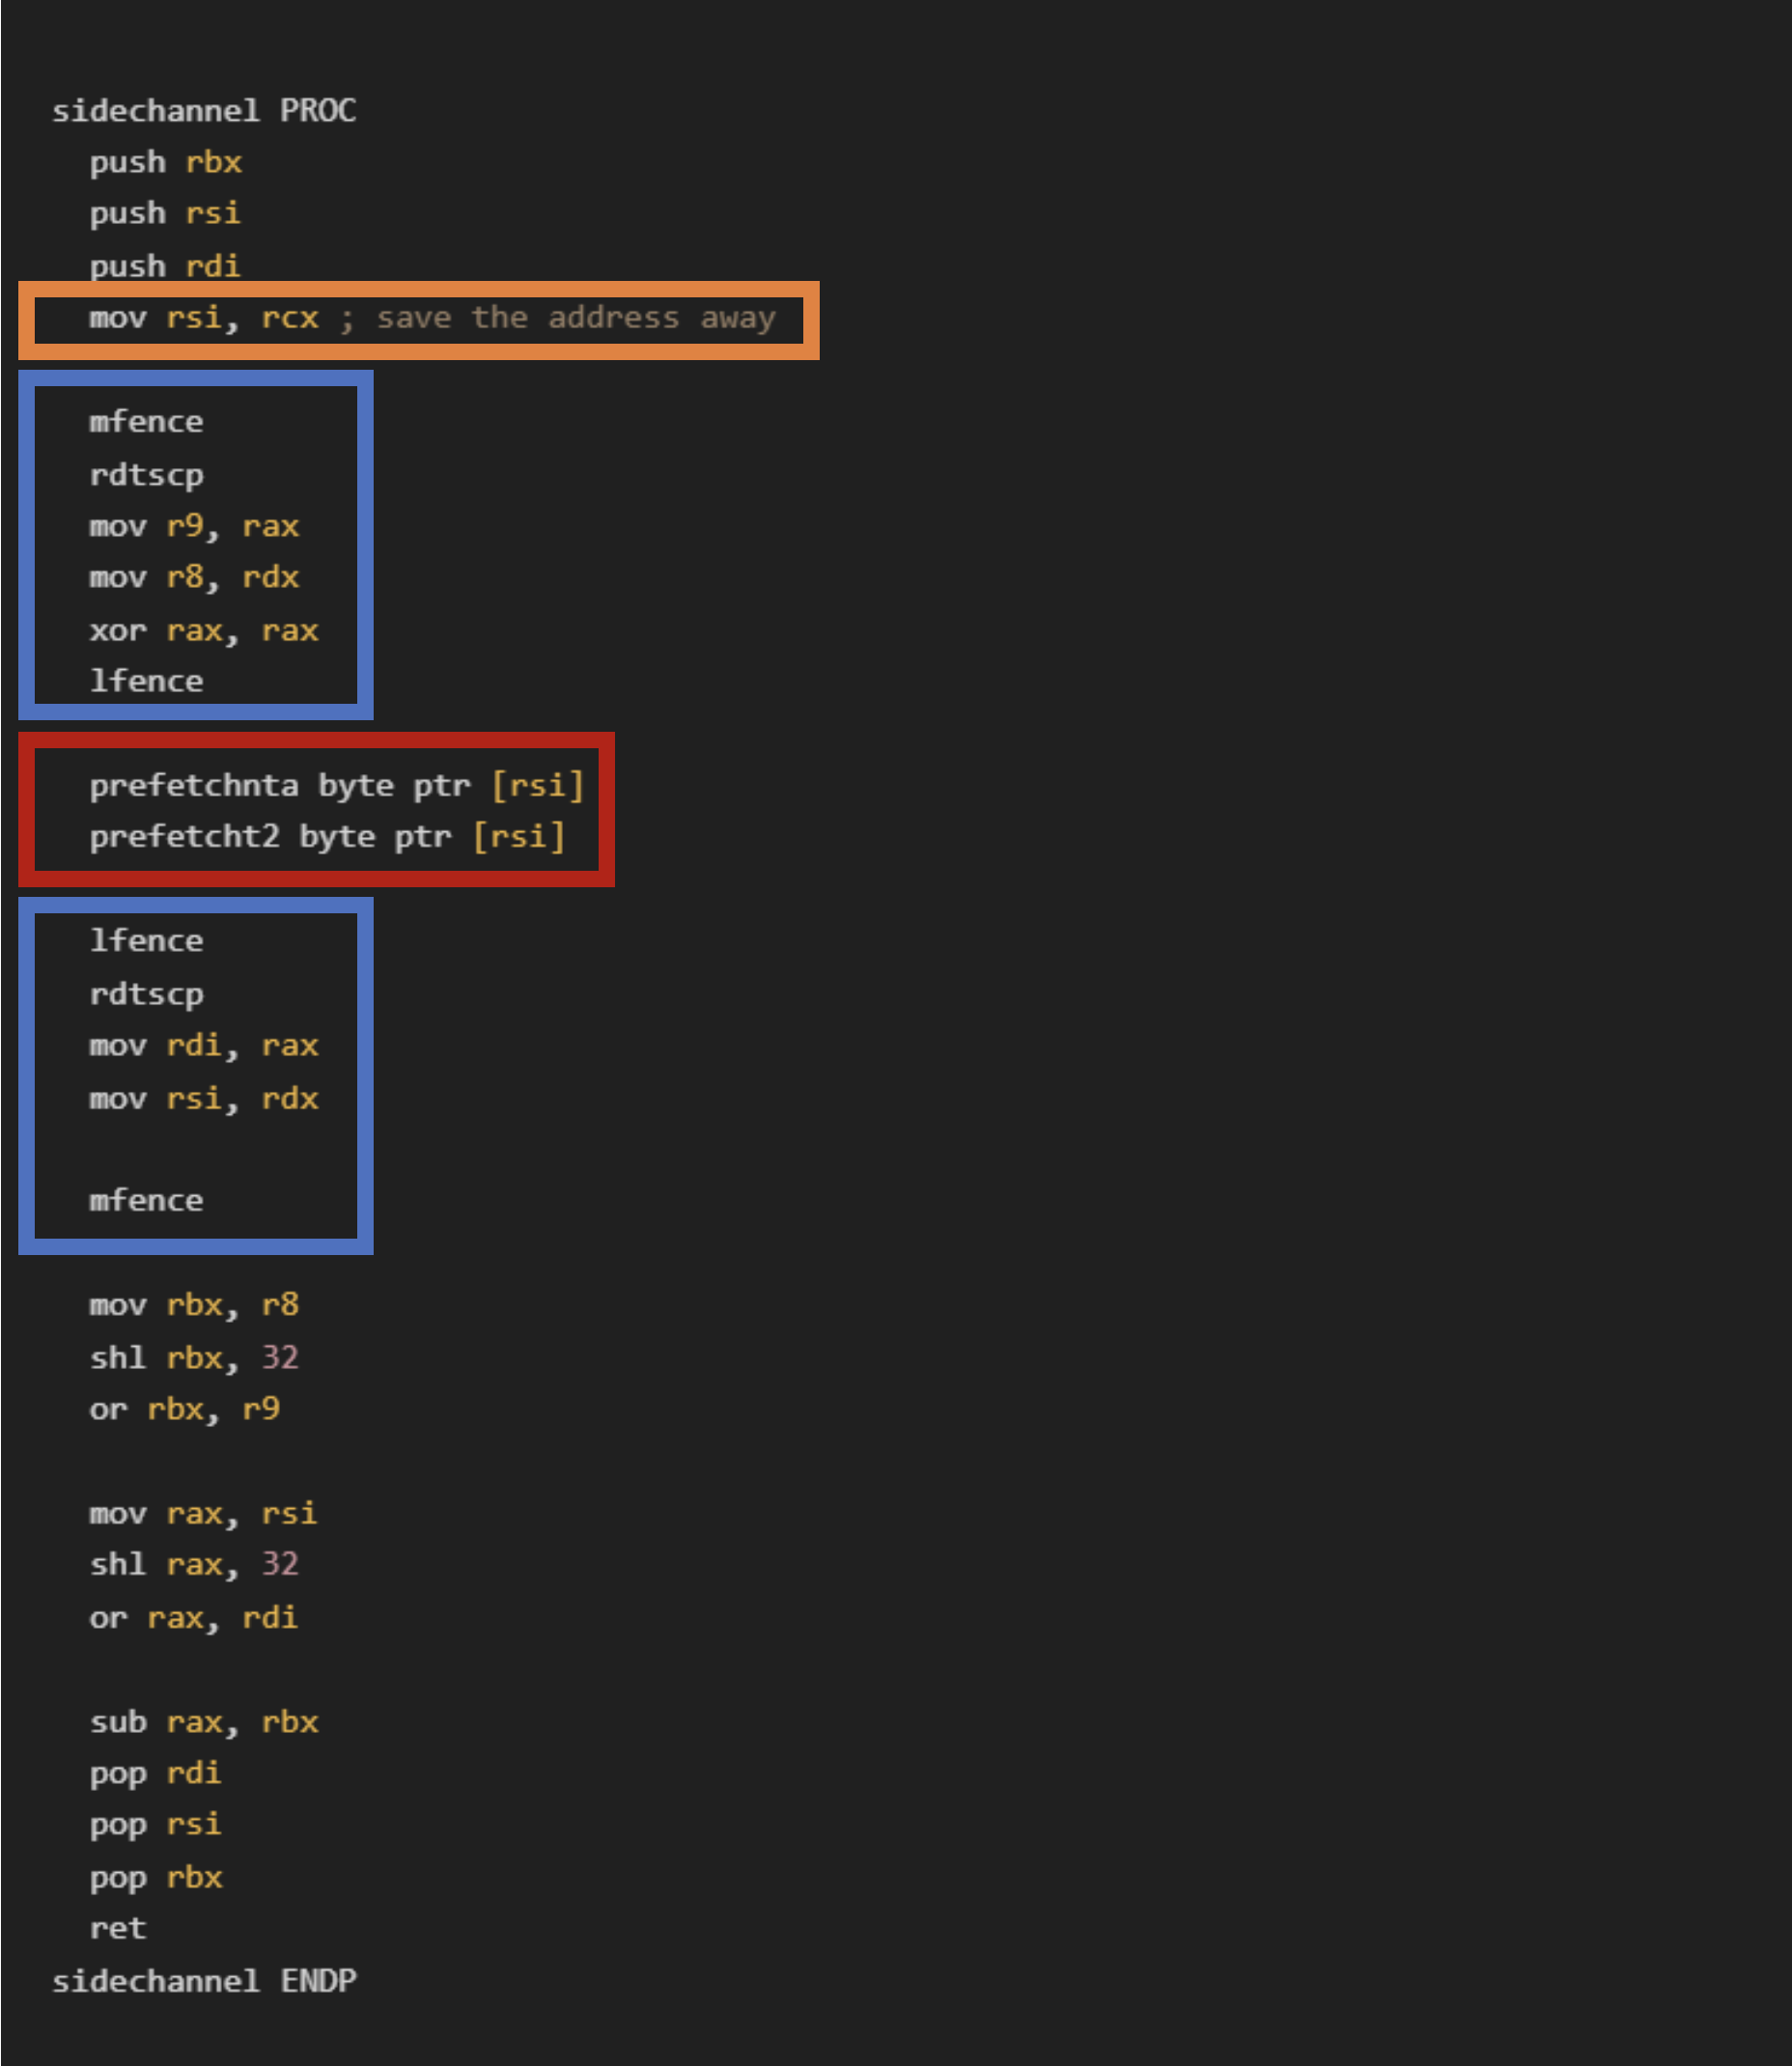 sidechannel PROC
push rbx
push rsi
push rdi
mov rsi, rcx ; save the address away
mfence
rdtscp
mov r9, rax
mov r8, rdx
xor rax, rax
lfence
prefetchnta byte ptr [rsi]
prefetcht2 byte ptr [rsi]
lfence
rdtscp
mov rdi, rax
mov rsi, rdx
mfence
mov rbx, r8
shl rbx, 32
or rbx, r9
mov rax, rsi
shl rax, 32
or rax, rdi
sub rax, rbx
pop rdi
pop rsi
pop rbx
ret
sidechannel ENDP